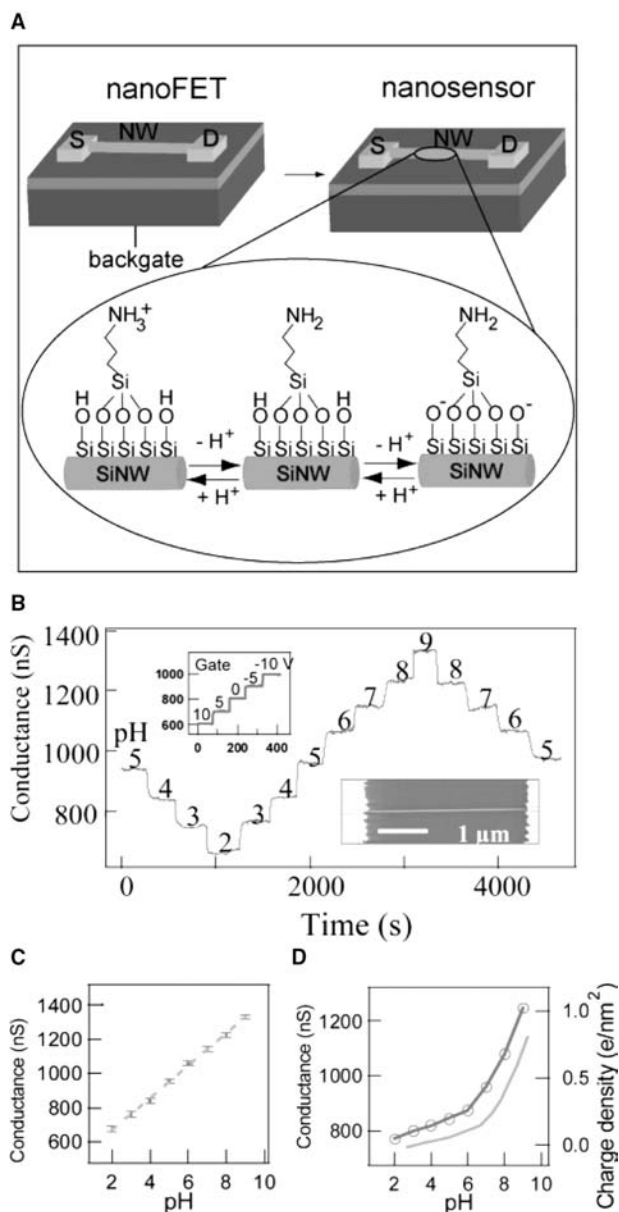 A
nanoFET nanosensor
S NW D S NW D
backgate
NH₃⁺ NH₂ NH₂
Si Si Si
H H H H
O O O O O O O O O O O⁻ O O O O⁻
Si Si Si Si Si Si Si Si Si Si Si Si Si Si Si
- H⁺ - H⁺
SiNW SiNW SiNW
+ H⁺ + H⁺
B
Conductance (nS)
1400
1200
1000
800
Gate
-10 V
-5
0
5
10
1000
800
600
0 200 400
pH
5 4 3 2 3 4 5 6 7 8 9 8 7 6 5
1 µm
0 2000 4000
Time (s)
C
Conductance (nS)
1400
1200
1000
800
600
2 4 6 8 10
pH
D
Conductance (nS)
1200
1000
800
2 4 6 8 10
pH
1.0
0.5
0.0
Charge density (e/nm²)